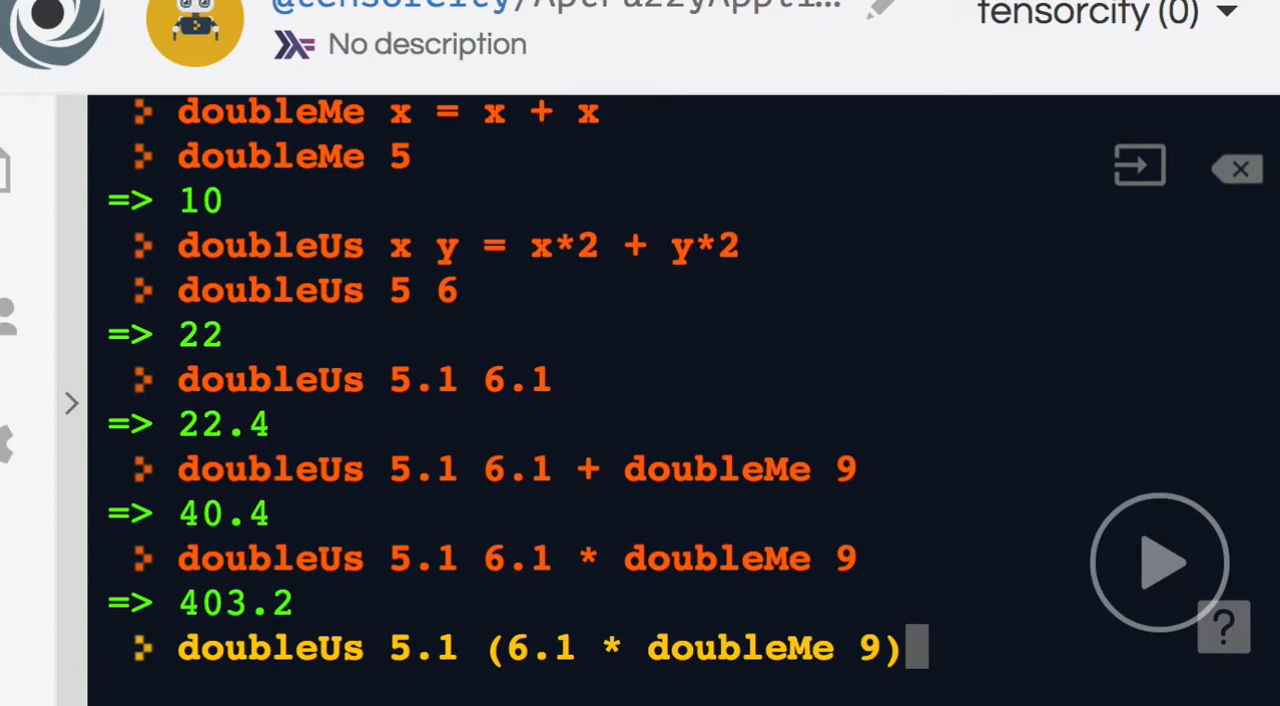 tensorcity (0)
No description
doubleMe x = x + x
doubleMe 5
=> 10
doubleUs x y = x*2 + y*2
doubleUs 5 6
=> 22
doubleUs 5.1 6.1
=> 22.4
doubleUs 5.1 6.1 + doubleMe 9
=> 40.4
doubleUs 5.1 6.1 * doubleMe 9
=> 403.2
doubleUs 5.1 (6.1 * doubleMe 9)
?